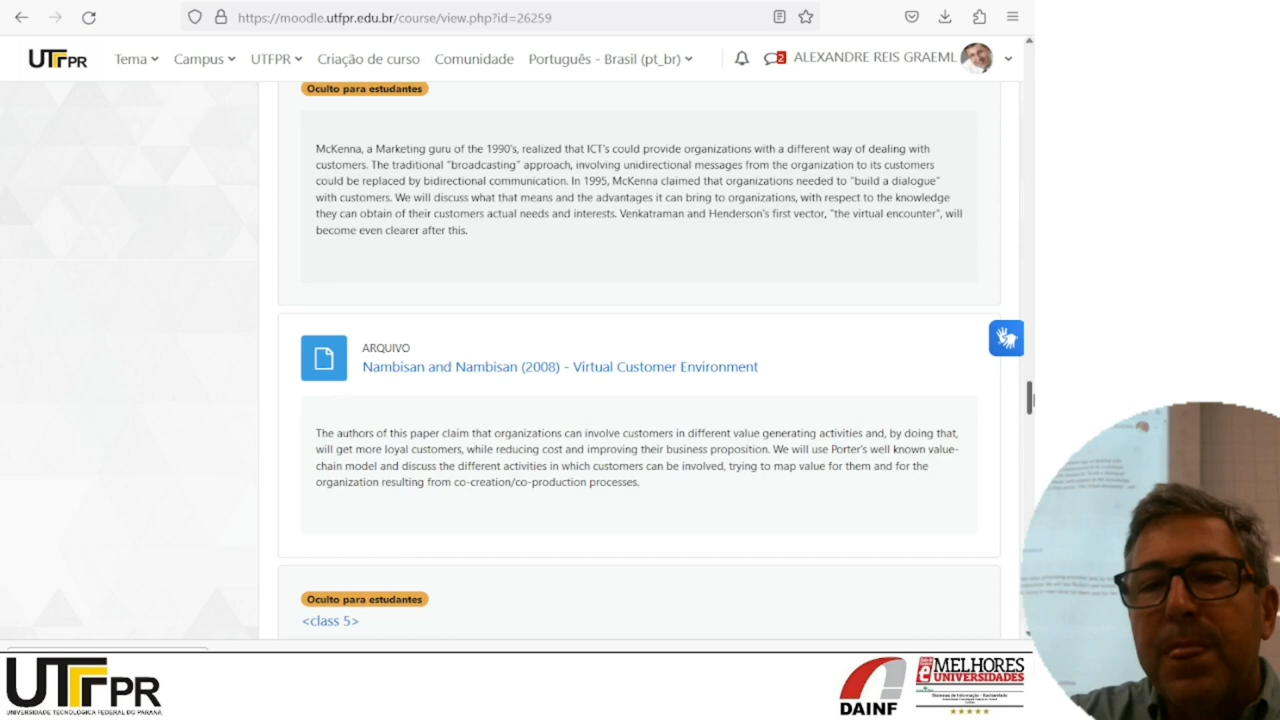 https://moodle.utfpr.edu.br/course/view.php?id=26259
UTFPR Tema Campus UTFPR Criação de curso Comunidade Português - Brasil (pt_br) 2 ALEXANDRE REIS GRAEML
Oculto para estudantes
McKenna, a Marketing guru of the 1990's, realized that ICT's could provide organizations with a different way of dealing with
customers. The traditional "broadcasting" approach, involving unidirectional messages from the organization to its customers
could be replaced by bidirectional communication. In 1995, McKenna claimed that organizations needed to "build a dialogue"
with customers. We will discuss what that means and the advantages it can bring to organizations, with respect to the knowledge
they can obtain of their customers actual needs and interests. Venkatraman and Henderson's first vector, "the virtual encounter", will
become even clearer after this.
ARQUIVO
Nambisan and Nambisan (2008) - Virtual Customer Environment
The authors of this paper claim that organizations can involve customers in different value generating activities and, by doing that,
will get more loyal customers, while reducing cost and improving their business proposition. We will use Porter's well known value-
chain model and discuss the different activities in which customers can be involved, trying to map value for them and for the
organization resulting from co-creation/co-production processes.
Oculto para estudantes
<class 5>
UTFPR
UNIVERSIDADE TECNOLÓGICA FEDERAL DO PARANÁ
DAINF
MELHORES
UNIVERSIDADES